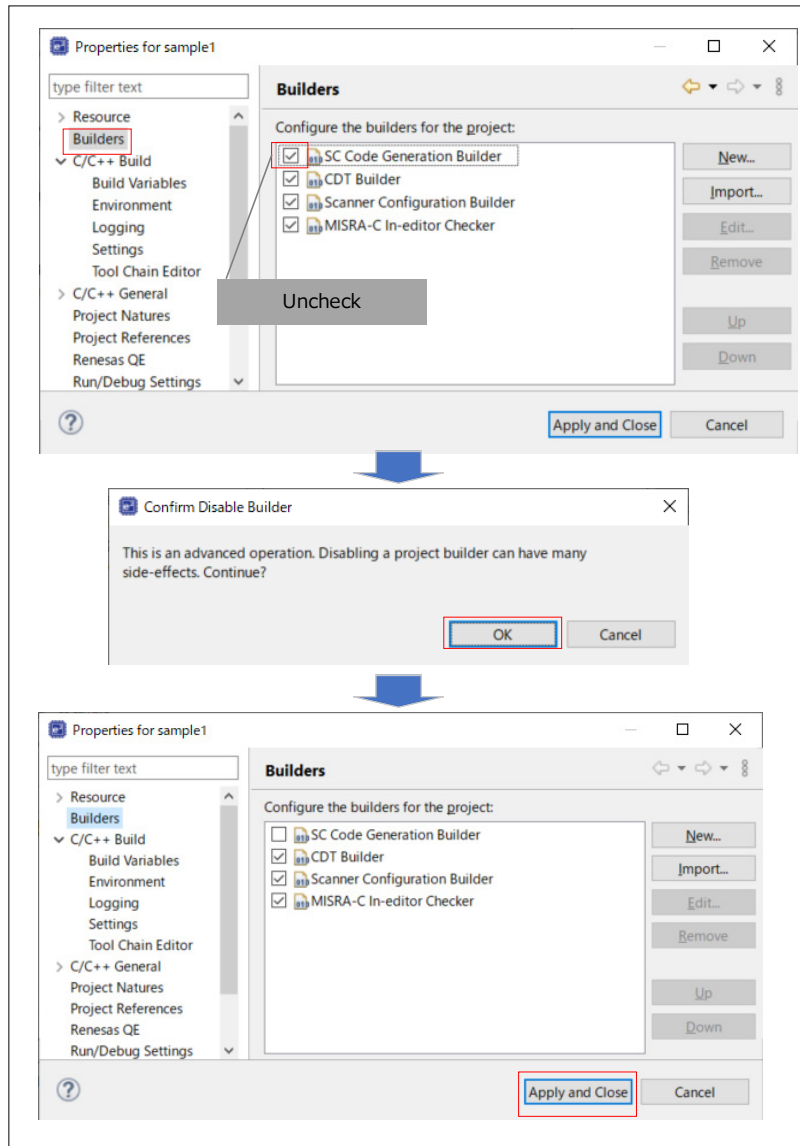 Properties for sample1
type filter text
Resource
Builders
C/C++ Build
Build Variables
Environment
Logging
Settings
Tool Chain Editor
C/C++ General
Project Natures
Project References
Renesas QE
Run/Debug Settings
Builders
Configure the builders for the project:
SC Code Generation Builder
CDT Builder
Scanner Configuration Builder
MISRA-C In-editor Checker
New...
Import...
Edit...
Remove
Up
Down
Uncheck
Apply and Close
Cancel
Confirm Disable Builder
This is an advanced operation. Disabling a project builder can have many
side-effects. Continue?
OK
Cancel
Properties for sample1
type filter text
Resource
Builders
C/C++ Build
Build Variables
Environment
Logging
Settings
Tool Chain Editor
C/C++ General
Project Natures
Project References
Renesas QE
Run/Debug Settings
Builders
Configure the builders for the project:
SC Code Generation Builder
CDT Builder
Scanner Configuration Builder
MISRA-C In-editor Checker
New...
Import...
Edit...
Remove
Up
Down
Apply and Close
Cancel